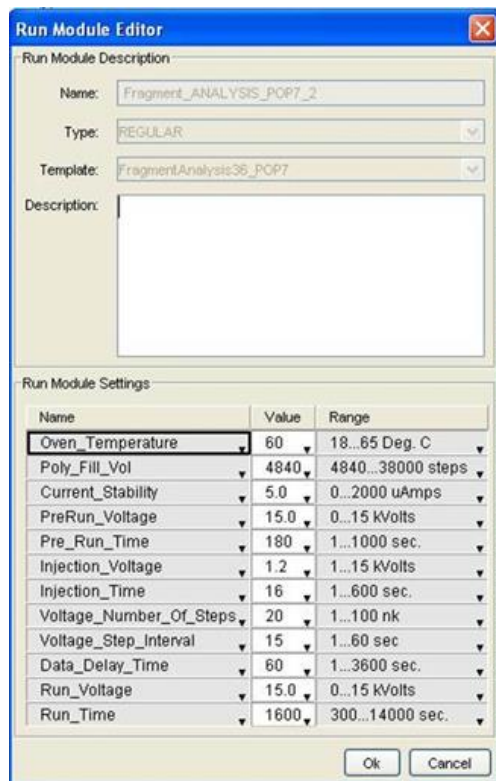 Run Module Editor
Run Module Description
Name: Fragment_ANALYSIS_POP7_2
Type: REGULAR
Template: FragmentAnalysis36_POP7
Description:
Run Module Settings
Name Value Range
Oven_Temperature 60 18...65 Deg. C
Poly_Fill_Vol 4840 4840...38000 steps
Current_Stability 5.0 0...2000 uAmps
PreRun_Voltage 15.0 0...15 kVolts
Pre_Run_Time 180 1...1000 sec.
Injection_Voltage 1.2 1...15 kVolts
Injection_Time 16 1...600 sec.
Voltage_Number_Of_Steps 20 1...100 nk
Voltage_Step_Interval 15 1...60 sec
Data_Delay_Time 60 1...3600 sec.
Run_Voltage 15.0 0...15 kVolts
Run_Time 1600 300...14000 sec.
Ok Cancel